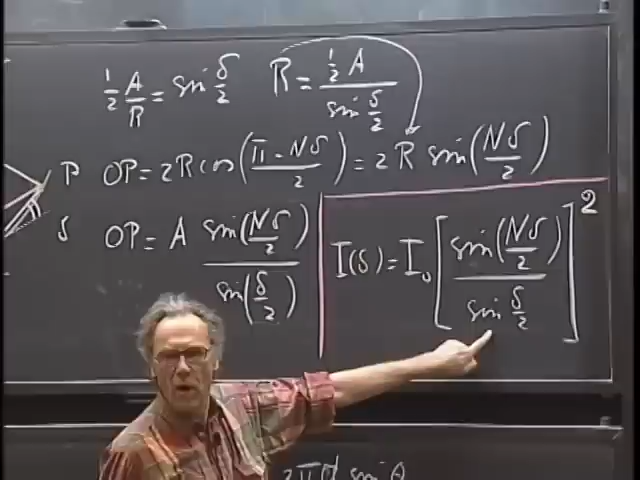 ½ A/R = sin δ/2   R = ½ A / sin δ/2
P OP = 2R cos(π - Nδ / 2) = 2 R sin(Nδ/2)
S OP = A sin(Nδ/2) / sin(δ/2)   I(δ) = I₀ [sin(Nδ/2) / sin δ/2]²
2π d sin θ